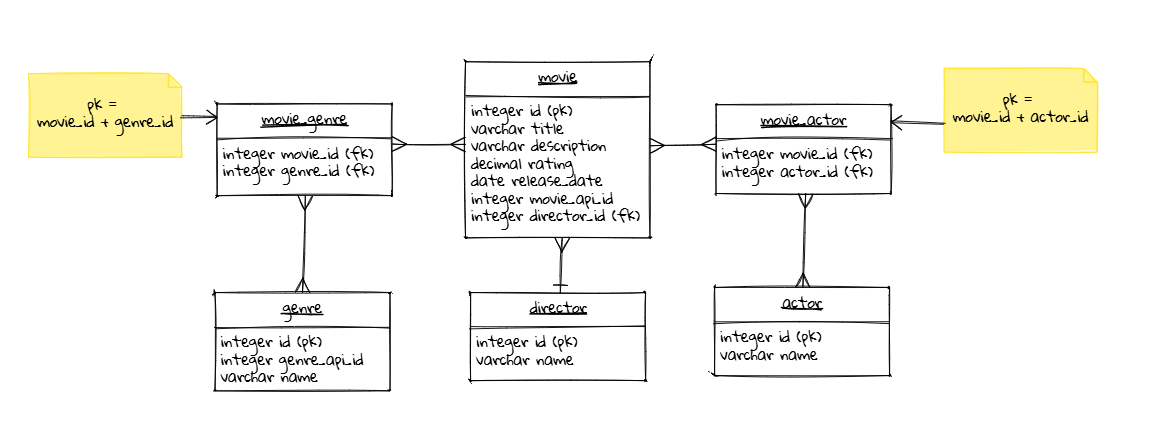 pk =
movie_id + genre_id
movie_genre
integer movie_id (fk)
integer genre_id (fk)
movie
integer id (pk)
varchar title
varchar description
decimal rating
date release_date
integer movie_api_id
integer director_id (fk)
movie_actor
integer movie_id (fk)
integer actor_id (fk)
pk =
movie_id + actor_id
genre
integer id (pk)
integer genre_api_id
varchar name
director
integer id (pk)
varchar name
actor
integer id (pk)
varchar name